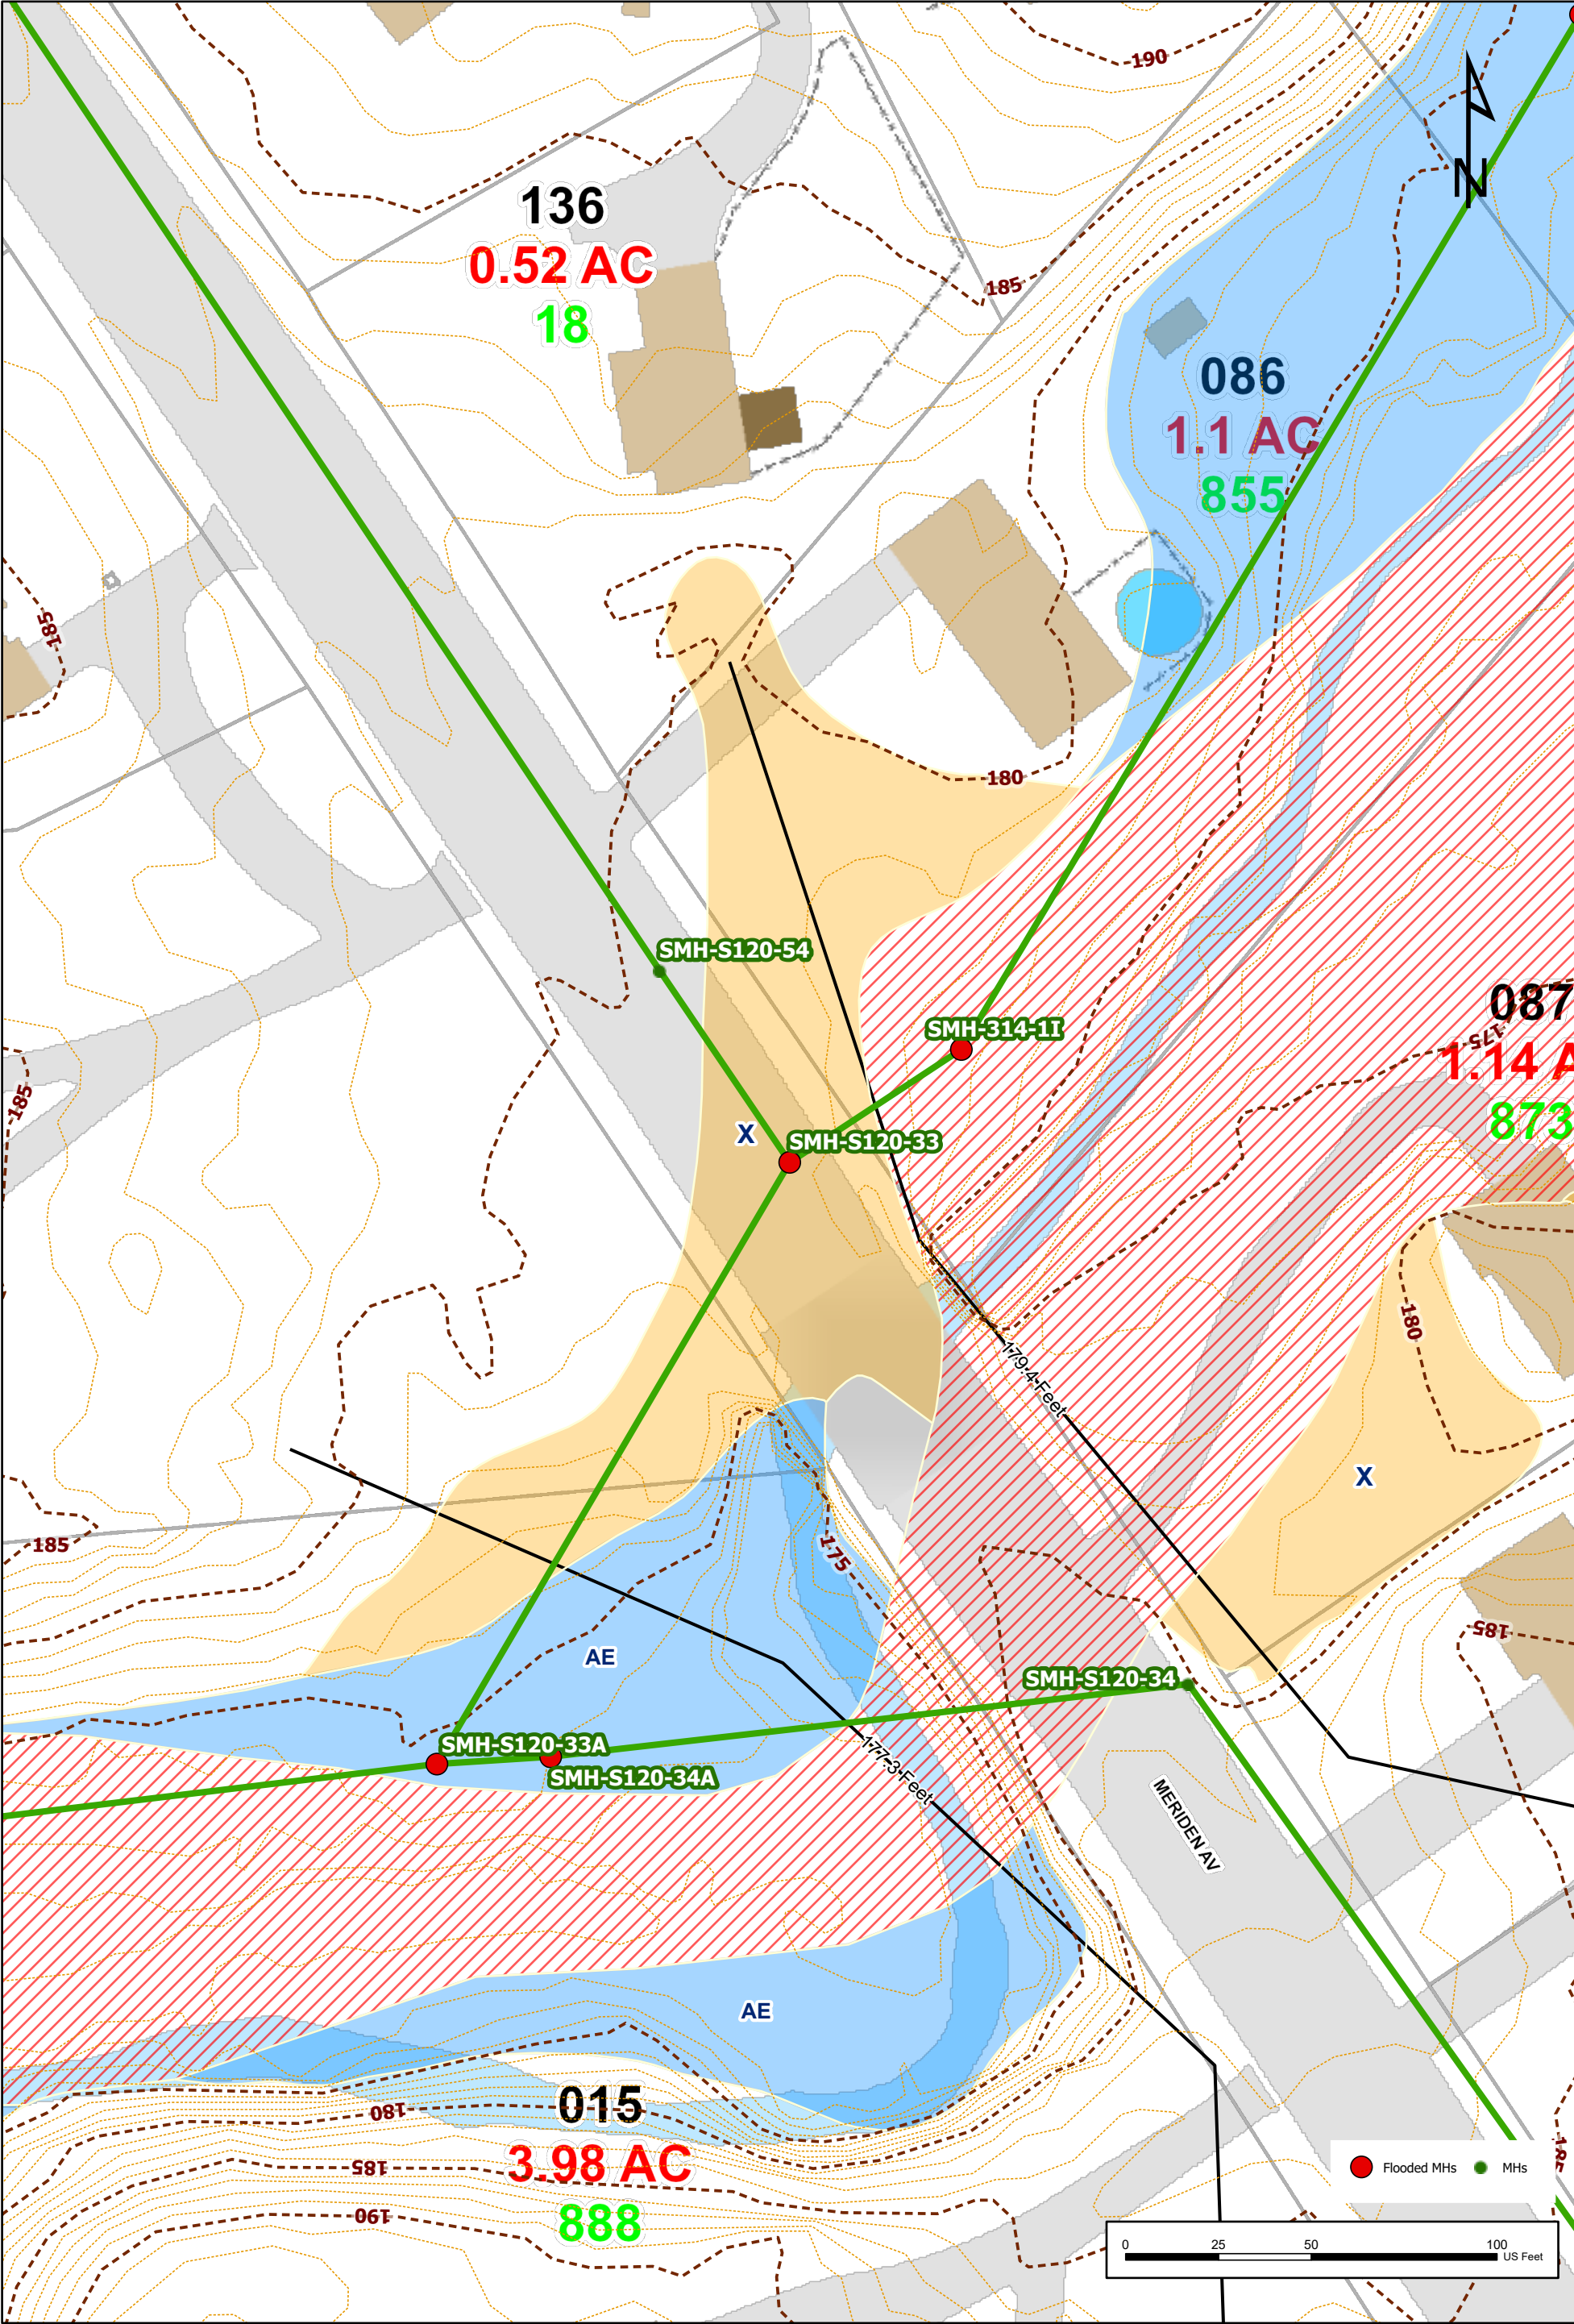 190
N
136
0.52 AC
18
185
086
1.1 AC
855
185
180
SMH-S120-54
087
175
SMH-314-1I
1.14 A
185
873
X
SMH-S120-33
180
179.4 Feet
X
185
175
185
AE
SMH-S120-34
SMH-S120-33A
SMH-S120-34A
177.3 Feet
MERIDEN AV
AE
015
180
3.98 AC
185
888
190
185
Flooded MHs
MHs
0 25 50 100
US Feet